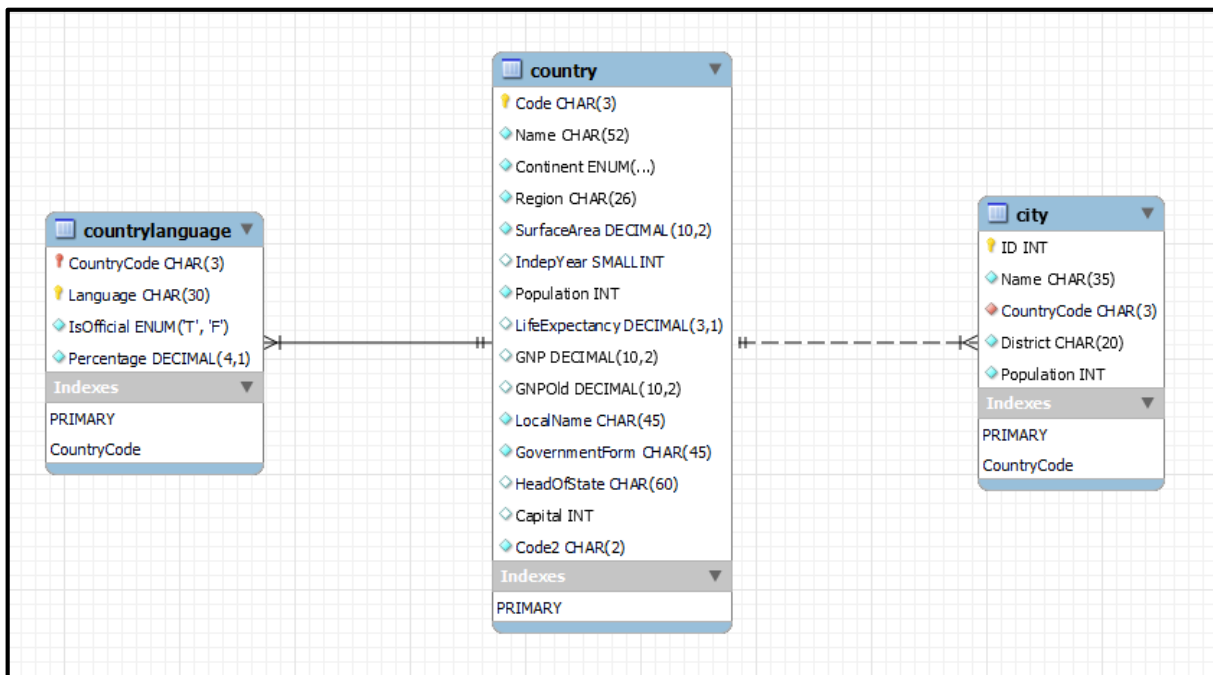 countrylanguage
CountryCode CHAR(3)
Language CHAR(30)
IsOfficial ENUM('T', 'F')
Percentage DECIMAL(4,1)
Indexes
PRIMARY
CountryCode
country
Code CHAR(3)
Name CHAR(52)
Continent ENUM(...)
Region CHAR(26)
SurfaceArea DECIMAL(10,2)
IndepYear SMALLINT
Population INT
LifeExpectancy DECIMAL(3,1)
GNP DECIMAL(10,2)
GNPOld DECIMAL(10,2)
LocalName CHAR(45)
GovernmentForm CHAR(45)
HeadOfState CHAR(60)
Capital INT
Code2 CHAR(2)
Indexes
PRIMARY
city
ID INT
Name CHAR(35)
CountryCode CHAR(3)
District CHAR(20)
Population INT
Indexes
PRIMARY
CountryCode